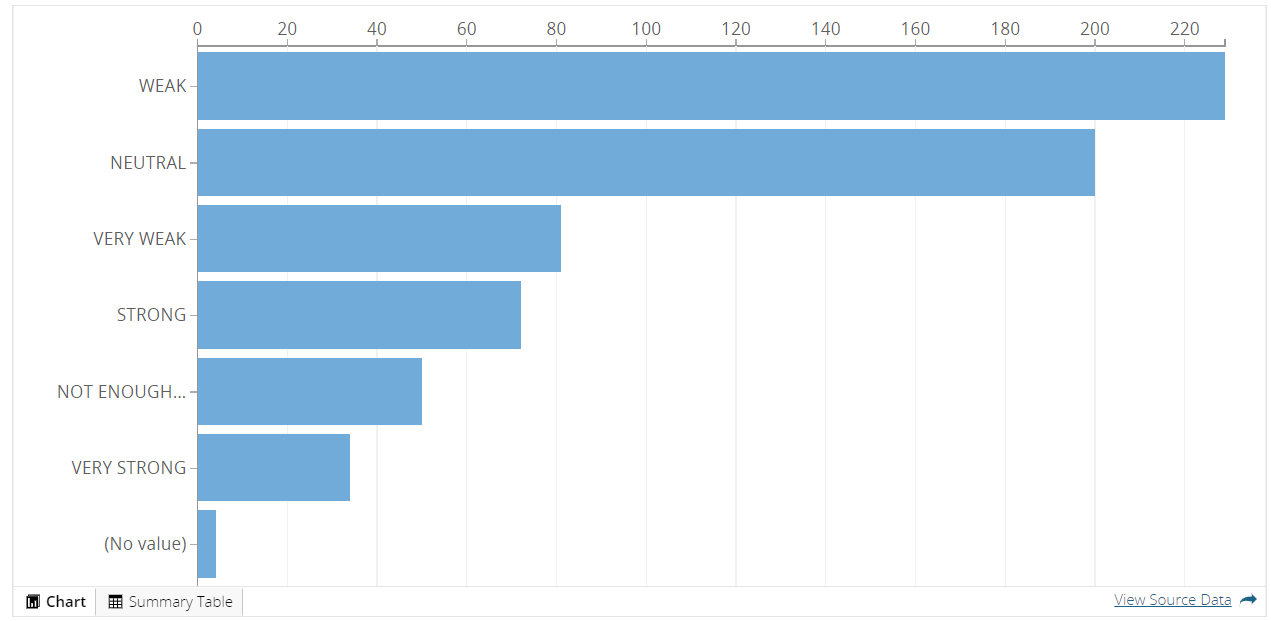 0 20 40 60 80 100 120 140 160 180 200 220
WEAK
NEUTRAL
VERY WEAK
STRONG
NOT ENOUGH...
VERY STRONG
(No value)
Chart Summary Table View Source Data